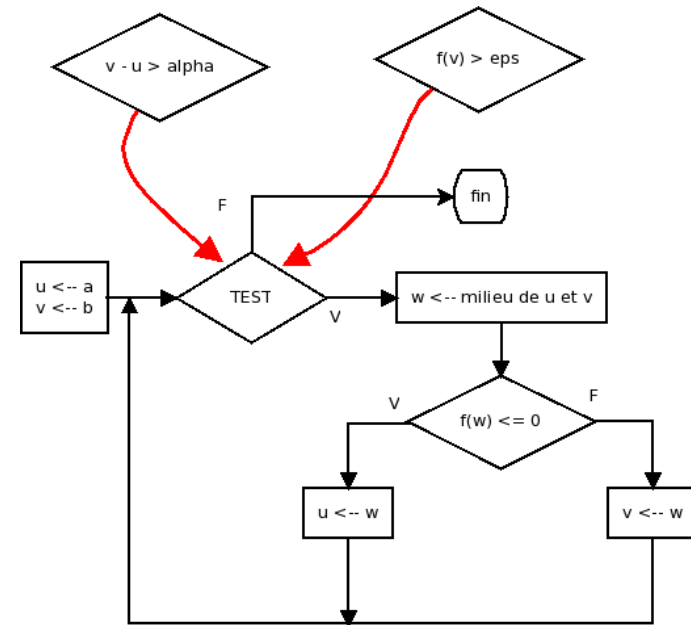 v - u > alpha
f(v) > eps
F
fin
u <-- a
v <-- b
TEST
V
w <-- milieu de u et v
V
f(w) <= 0
F
u <-- w
v <-- w